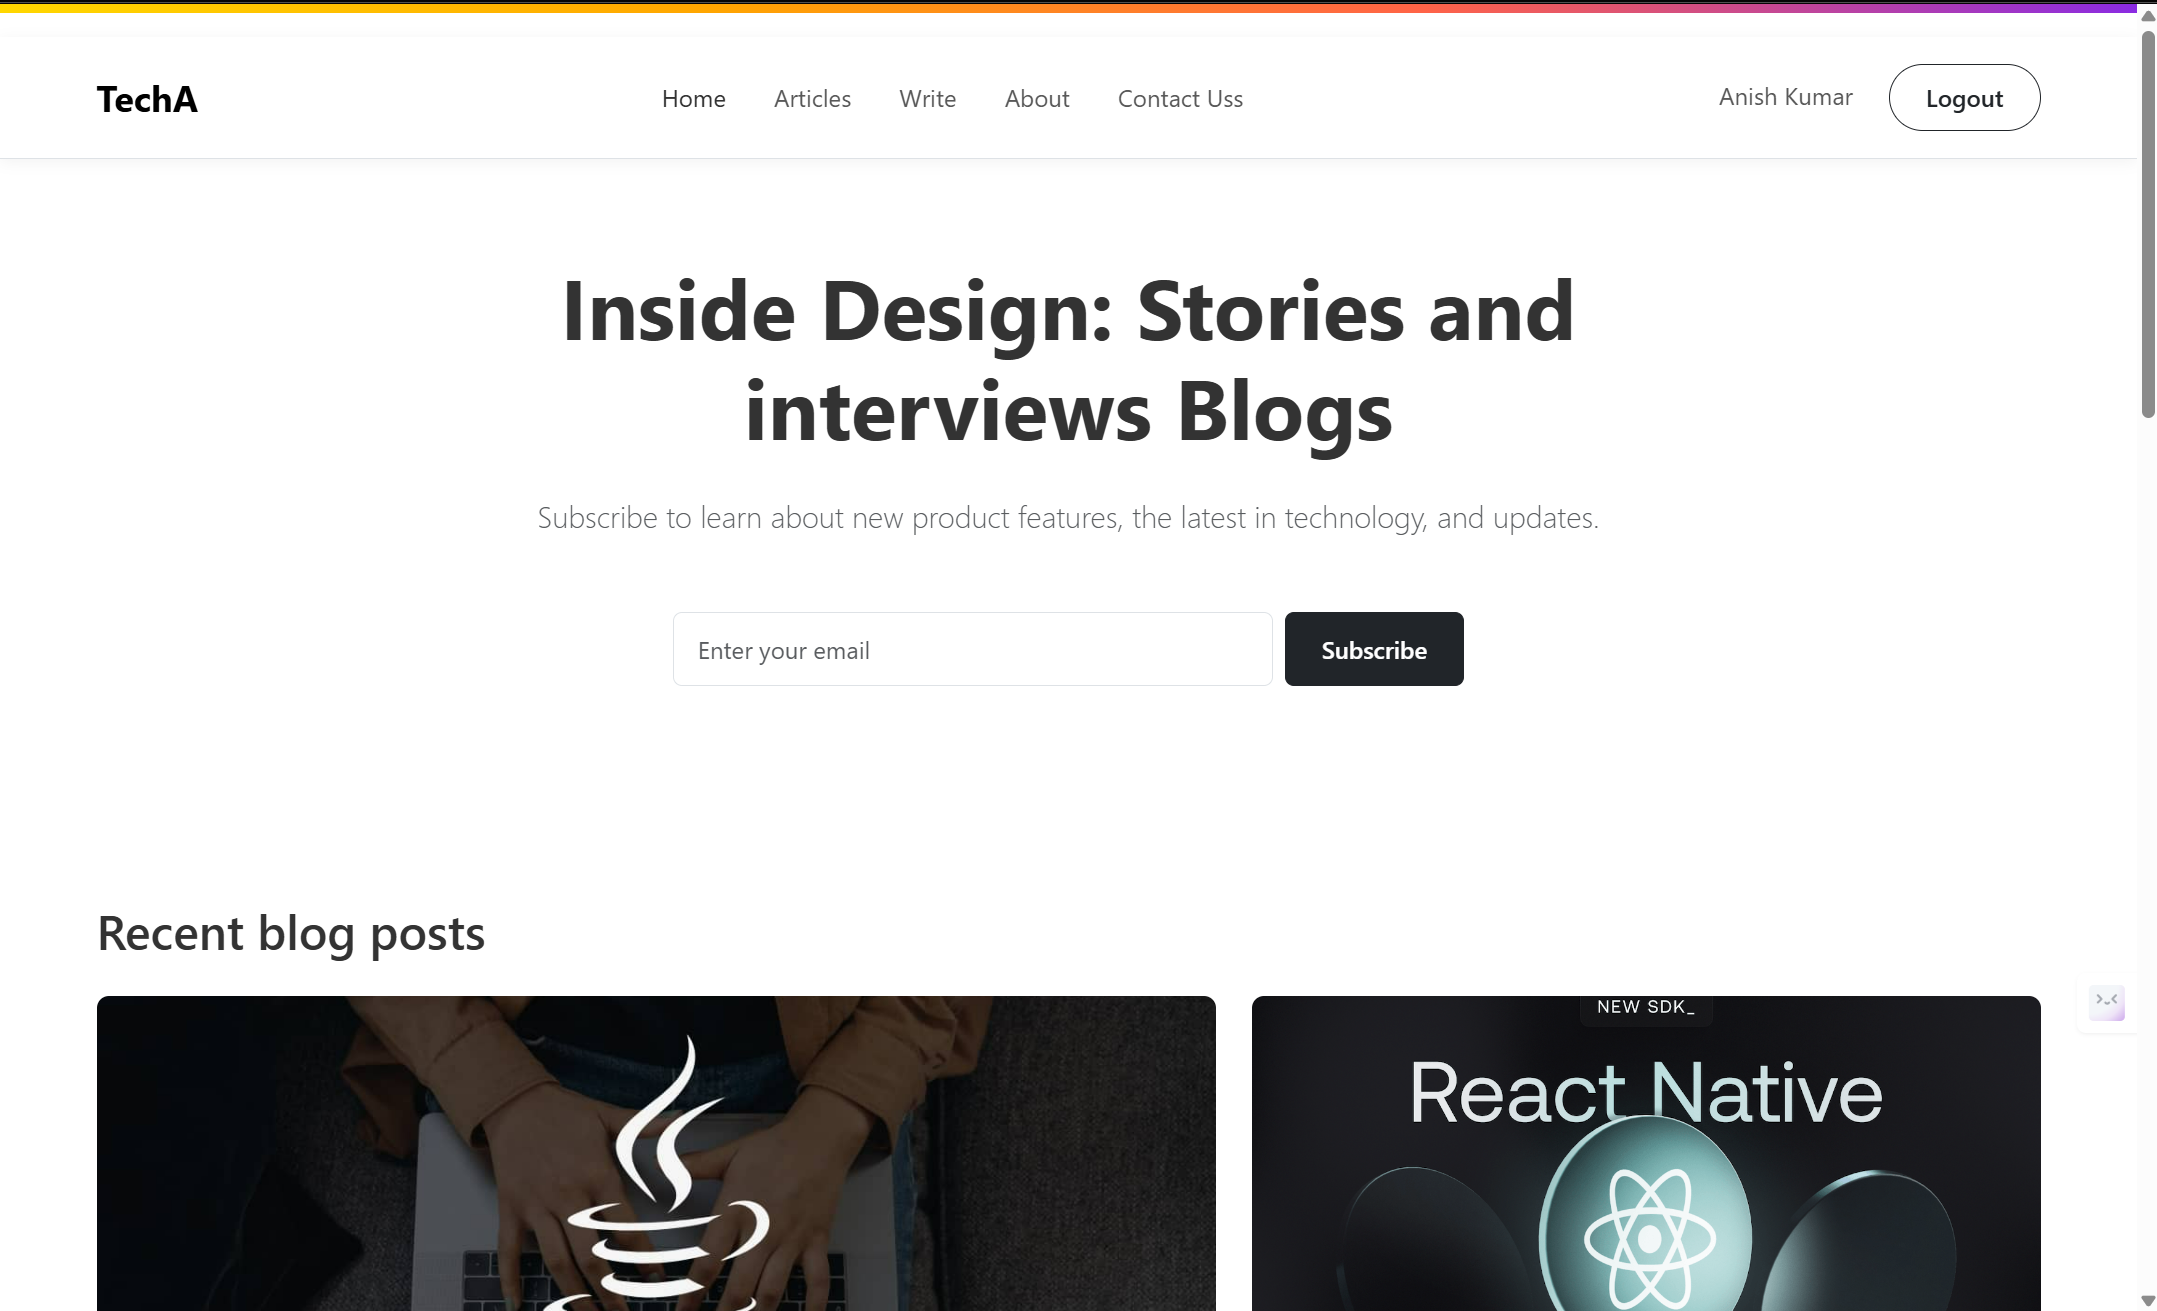 TechA
Home
Articles
Write
About
Contact Uss
Anish Kumar
Logout
Inside Design: Stories and
interviews Blogs
Subscribe to learn about new product features, the latest in technology, and updates.
Enter your email
Subscribe
Recent blog posts
NEW SDK_
React Native